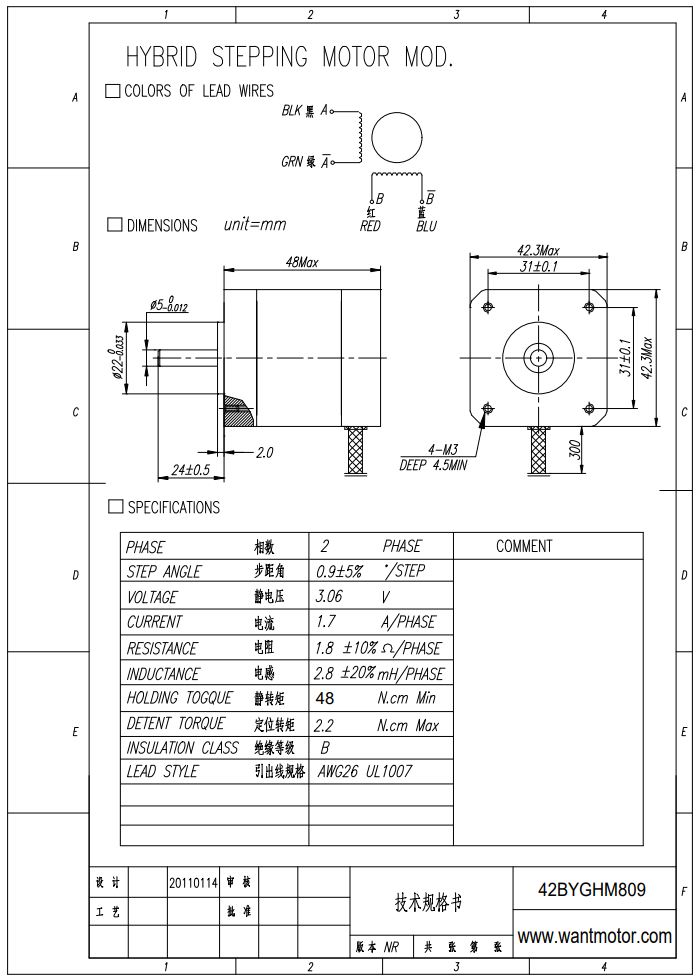 1 2 3 4
HYBRID STEPPING MOTOR MOD.
A A
COLORS OF LEAD WIRES
BLK 黑 A
GRN 绿 A̅
B B̅
红 蓝
RED BLU
DIMENSIONS unit=mm
B B
48Max
42.3Max
31±0.1
ø5-0.012 0
ø22-0.033 0
31±0.1
42.3Max
C C
2.0
24±0.5
4-M3
DEEP 4.5MIN
300
SPECIFICATIONS
PHASE 相数 2 PHASE COMMENT
STEP ANGLE 步距角 0.9±5% °/STEP
D D
VOLTAGE 静电压 3.06 V
CURRENT 电流 1.7 A/PHASE
RESISTANCE 电阻 1.8 ±10% Ω/PHASE
INDUCTANCE 电感 2.8 ±20% mH/PHASE
HOLDING TOGQUE 静转矩 48 N.cm Min
DETENT TORQUE 定位转矩 2.2 N.cm Max
E E
INSULATION CLASS 绝缘等级 B
LEAD STYLE 引出线规格 AWG26 UL1007
设计 20110114 审核
技术规格书
42BYGHM809
F
工艺 批准
版本 NR 共 张 第 张
www.wantmotor.com
1 2 3 4